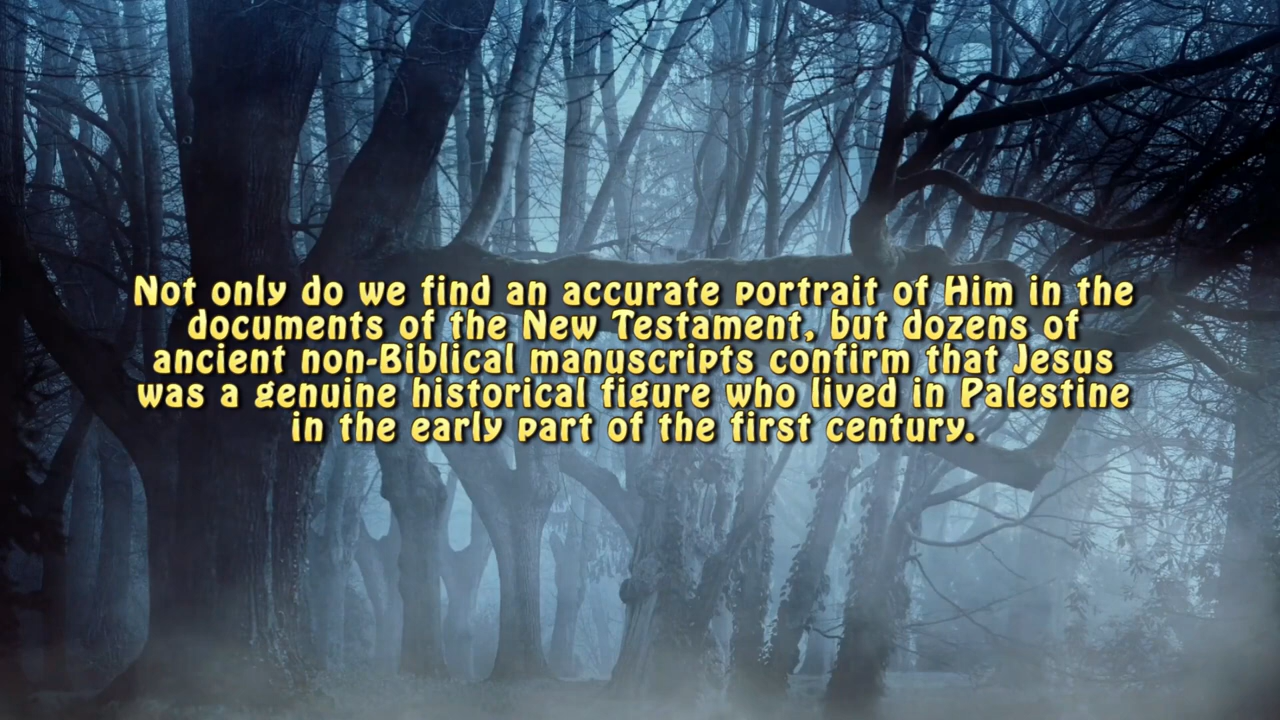 Not only do we find an accurate portrait of Him in the
documents of the New Testament, but dozens of
ancient non-Biblical manuscripts confirm that Jesus
was a genuine historical figure who lived in Palestine
in the early part of the first century.